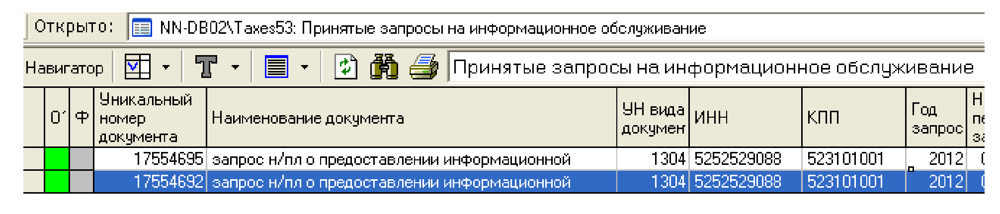 Открыто: NN-DB02\Taxes53: Принятые запросы на информационное обслуживание
Навигатор Принятые запросы на информационное обслуживание
О Ф Уникальный номер документа Наименование документа УН вида докумен ИНН КПП Год запрос Н пе за
17554695 запрос н/пл о предоставлении информационной 1304 5252529088 523101001 2012 0
17554692 запрос н/пл о предоставлении информационной 1304 5252529088 523101001 2012 0